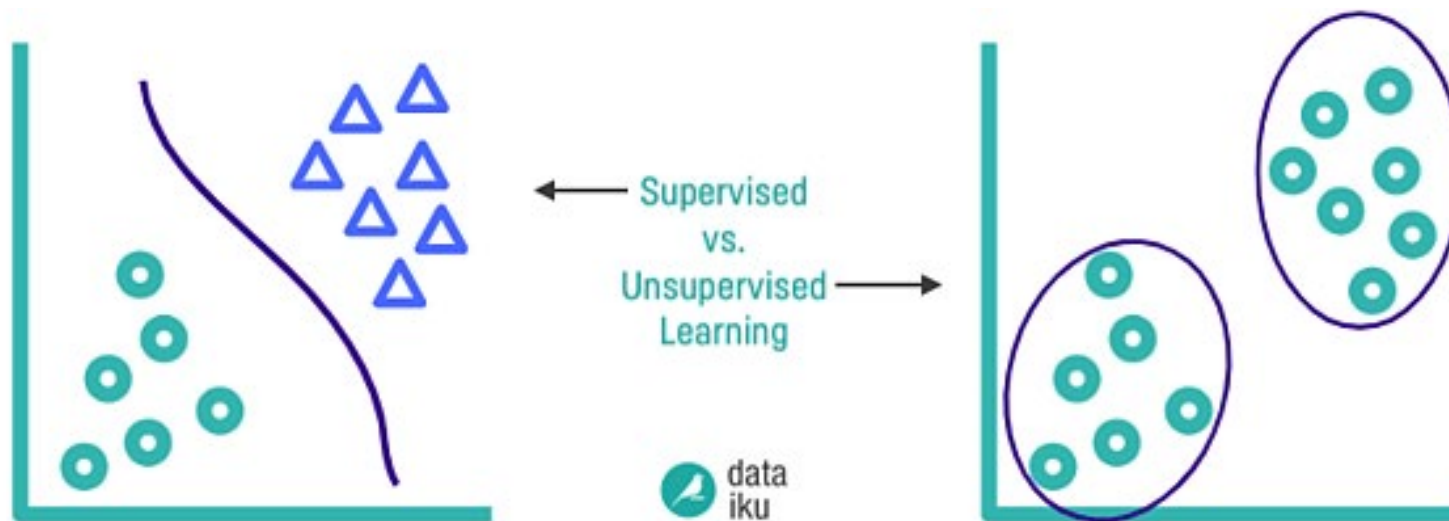 Supervised
vs.
Unsupervised
Learning
data
iku